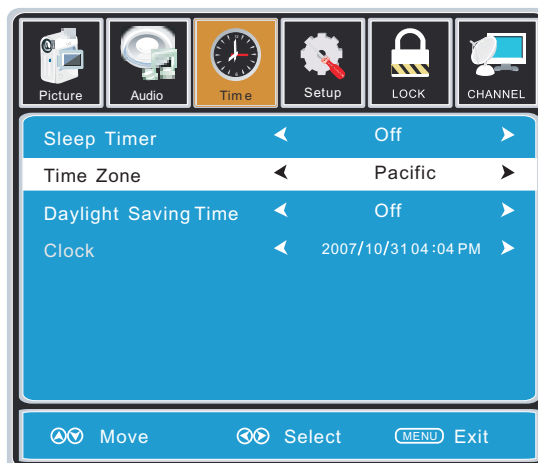 Picture Audio Time Setup LOCK CHANNEL
Sleep Timer Off
Time Zone Pacific
Daylight Saving Time Off
Clock 2007/10/31 04:04 PM
Move Select MENU Exit